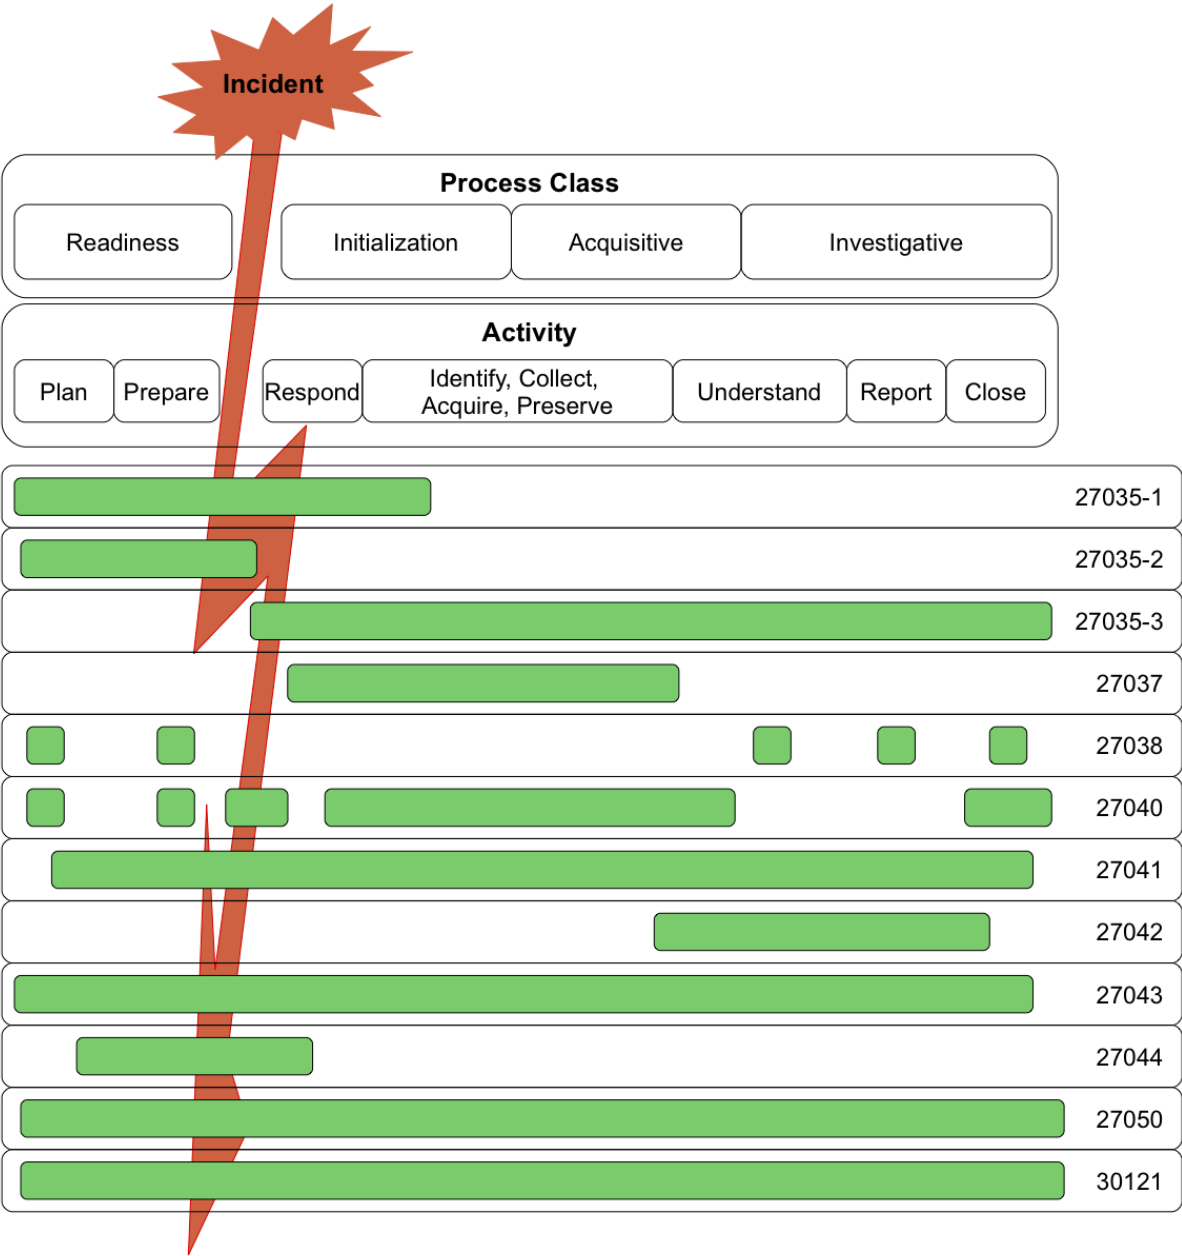 Incident
Process Class
Readiness
Initialization
Acquisitive
Investigative
Activity
Plan
Prepare
Respond
Identify, Collect,
Acquire, Preserve
Understand
Report
Close
27035-1
27035-2
27035-3
27037
27038
27040
27041
27042
27043
27044
27050
30121